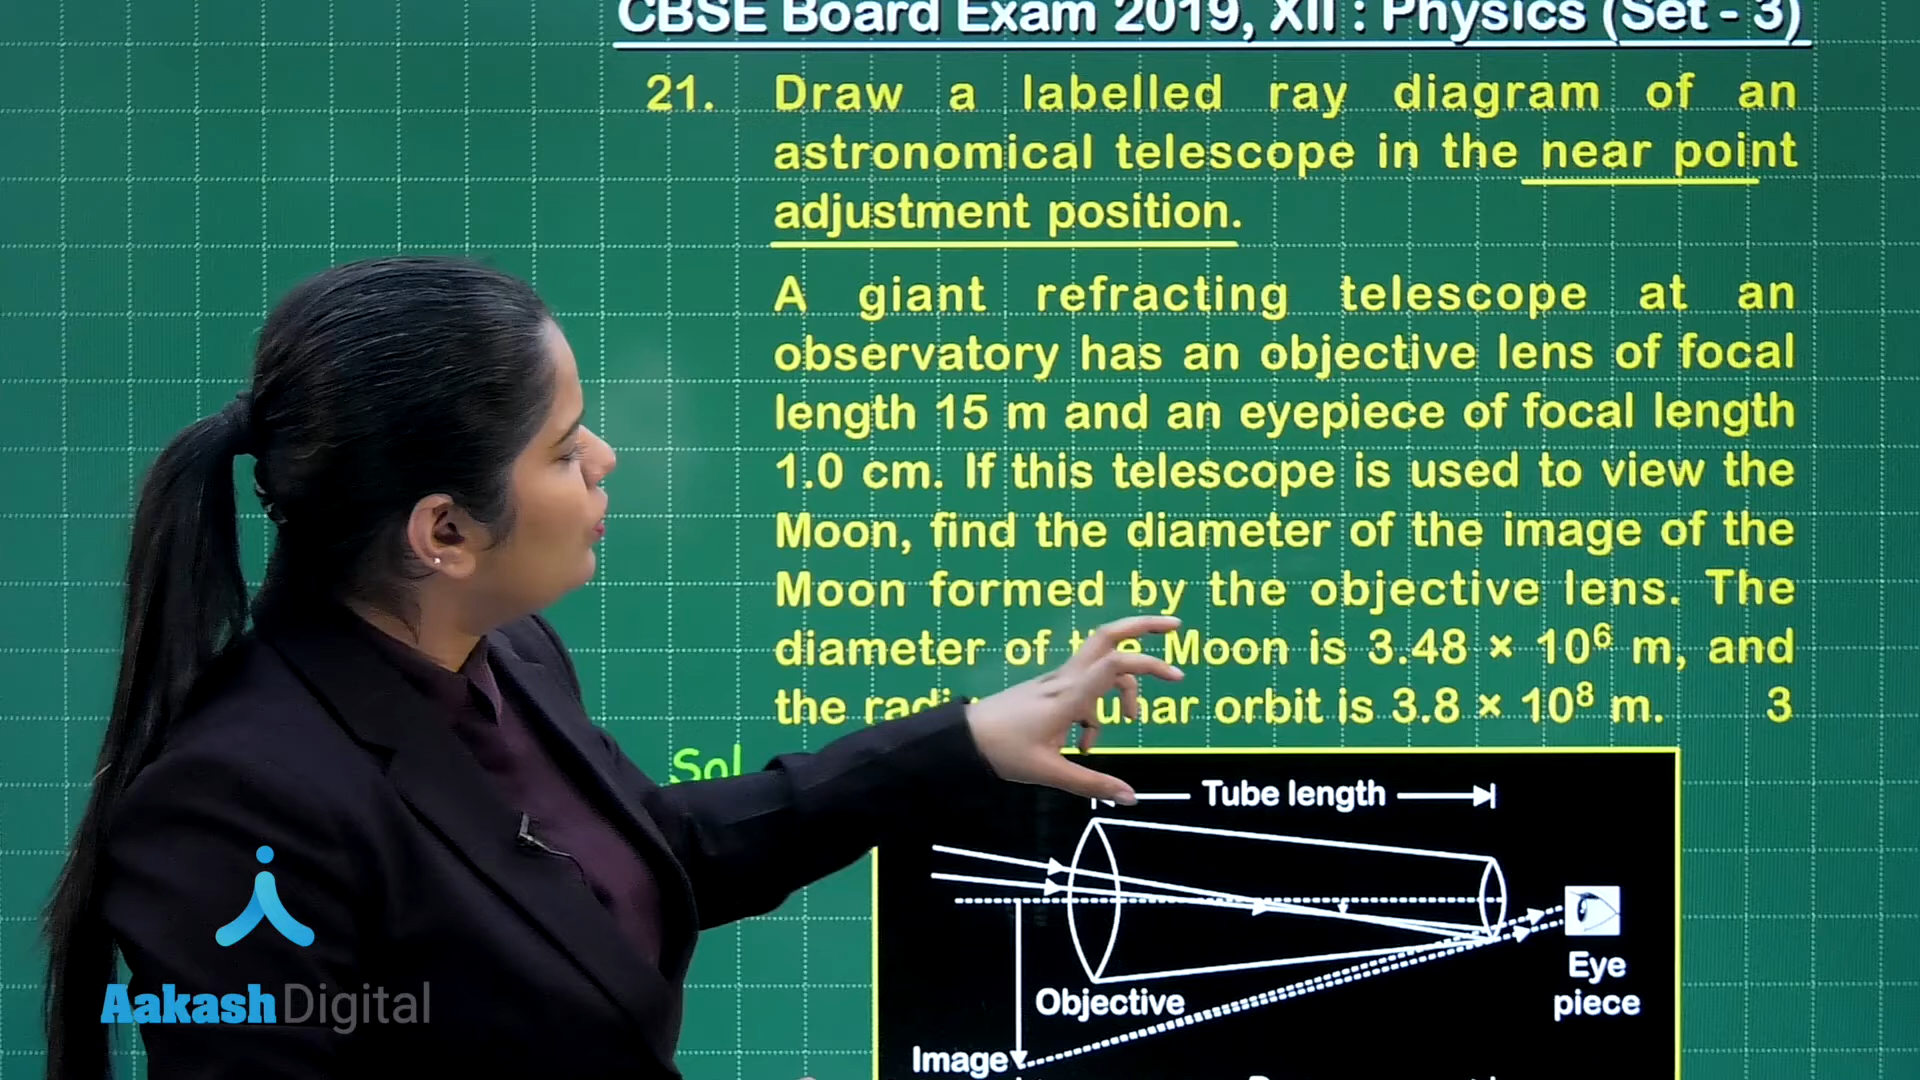 CBSE Board Exam 2019, XII : Physics (Set - 3)
21. Draw a labelled ray diagram of an
astronomical telescope in the near point
adjustment position.
A giant refracting telescope at an
observatory has an objective lens of focal
length 15 m and an eyepiece of focal length
1.0 cm. If this telescope is used to view the
Moon, find the diameter of the image of the
Moon formed by the objective lens. The
diameter of the Moon is 3.48 × 10⁶ m, and
the orbit is 3.8 × 10⁸ m. 3
Sol
Tube length
Objective
Eye
piece
Image
Aakash Digital